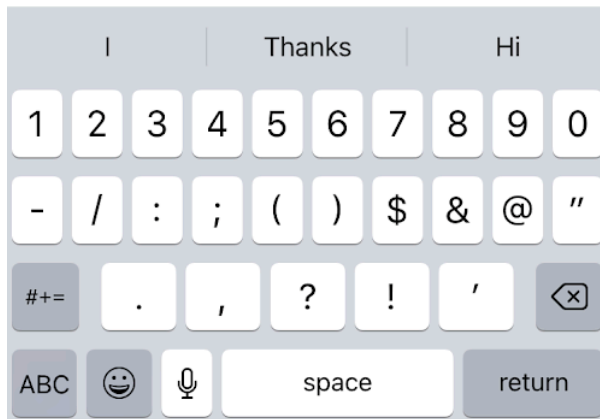 I Thanks Hi
1 2 3 4 5 6 7 8 9 0
- / : ; ( ) $ & @ "
#+= . , ? ! '
ABC space return